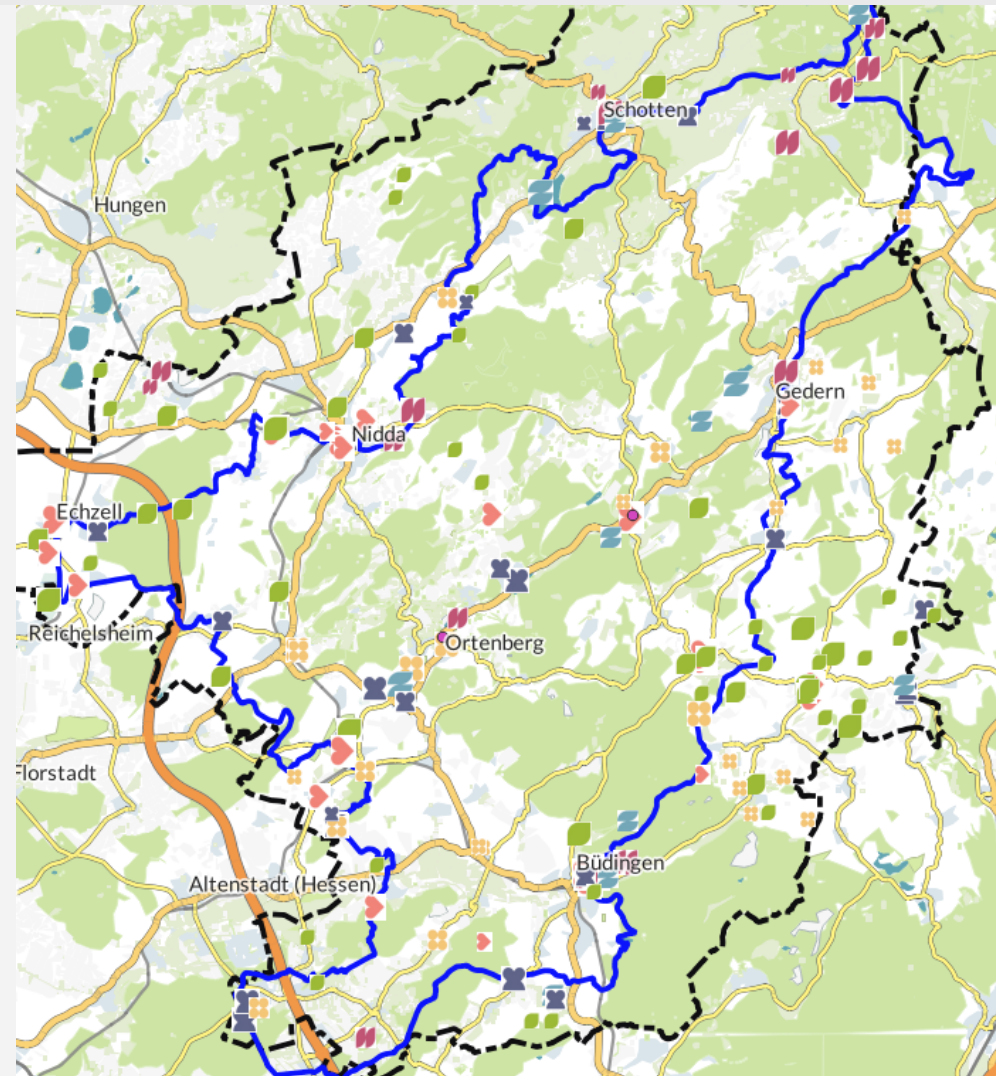 Schotten
Hungen
Gedern
Nidda
Echzell
Reichelsheim
Ortenberg
Florstadt
Büdingen
Altenstadt (Hessen)